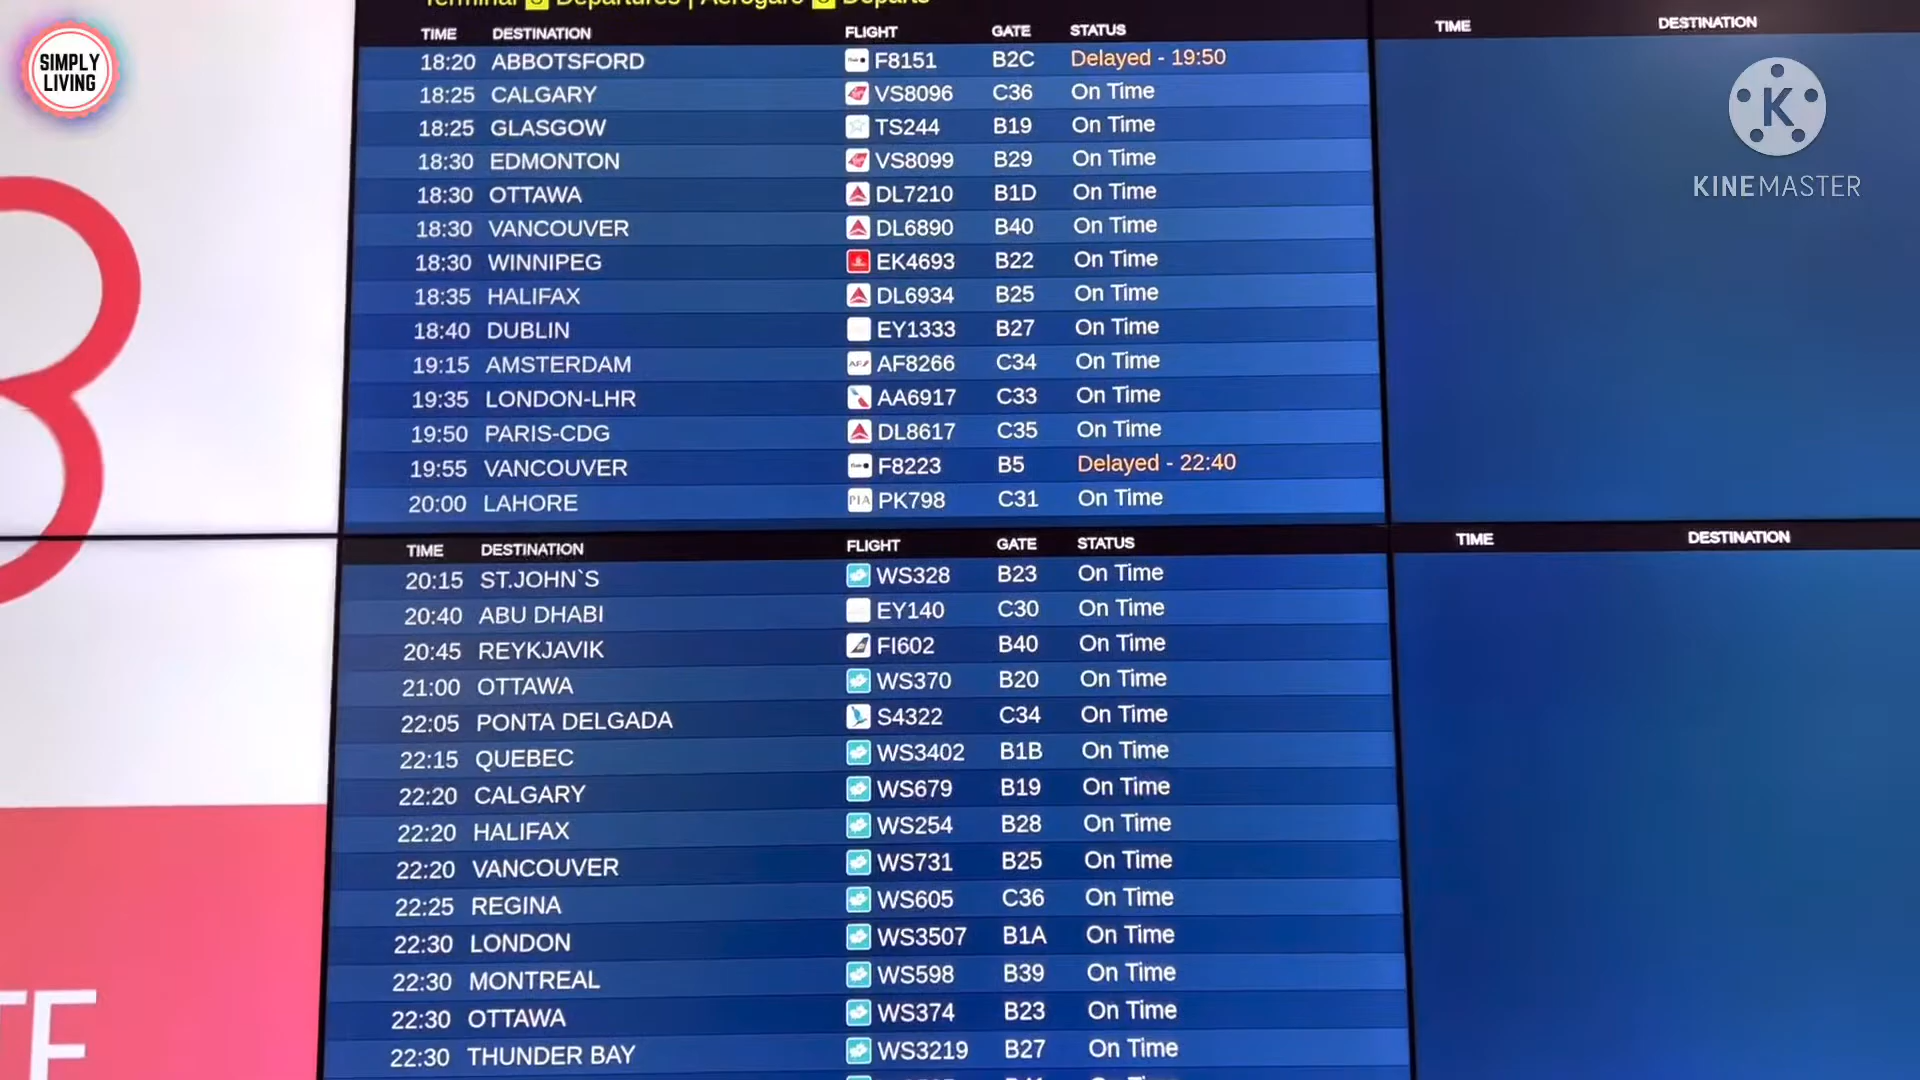 SIMPLY
LIVING
Terminal 3 Departures | Aérogare 3 Départs
TIME DESTINATION FLIGHT GATE STATUS
18:20 ABBOTSFORD F8151 B2C Delayed - 19:50
18:25 CALGARY VS8096 C36 On Time
18:25 GLASGOW TS244 B19 On Time
18:30 EDMONTON VS8099 B29 On Time
18:30 OTTAWA DL7210 B1D On Time
18:30 VANCOUVER DL6890 B40 On Time
18:30 WINNIPEG EK4693 B22 On Time
18:35 HALIFAX DL6934 B25 On Time
18:40 DUBLIN EY1333 B27 On Time
19:15 AMSTERDAM AF8266 C34 On Time
19:35 LONDON-LHR AA6917 C33 On Time
19:50 PARIS-CDG DL8617 C35 On Time
19:55 VANCOUVER F8223 B5 Delayed - 22:40
20:00 LAHORE PIA PK798 C31 On Time
TIME DESTINATION FLIGHT GATE STATUS
20:15 ST.JOHN`S WS328 B23 On Time
20:40 ABU DHABI EY140 C30 On Time
20:45 REYKJAVIK FI602 B40 On Time
21:00 OTTAWA WS370 B20 On Time
22:05 PONTA DELGADA S4322 C34 On Time
22:15 QUEBEC WS3402 B1B On Time
22:20 CALGARY WS679 B19 On Time
22:20 HALIFAX WS254 B28 On Time
22:20 VANCOUVER WS731 B25 On Time
22:25 REGINA WS605 C36 On Time
22:30 LONDON WS3507 B1A On Time
22:30 MONTREAL WS598 B39 On Time
22:30 OTTAWA WS374 B23 On Time
22:30 THUNDER BAY WS3219 B27 On Time
TIME DESTINATION
K
KINEMASTER
TIME DESTINATION
3
TE